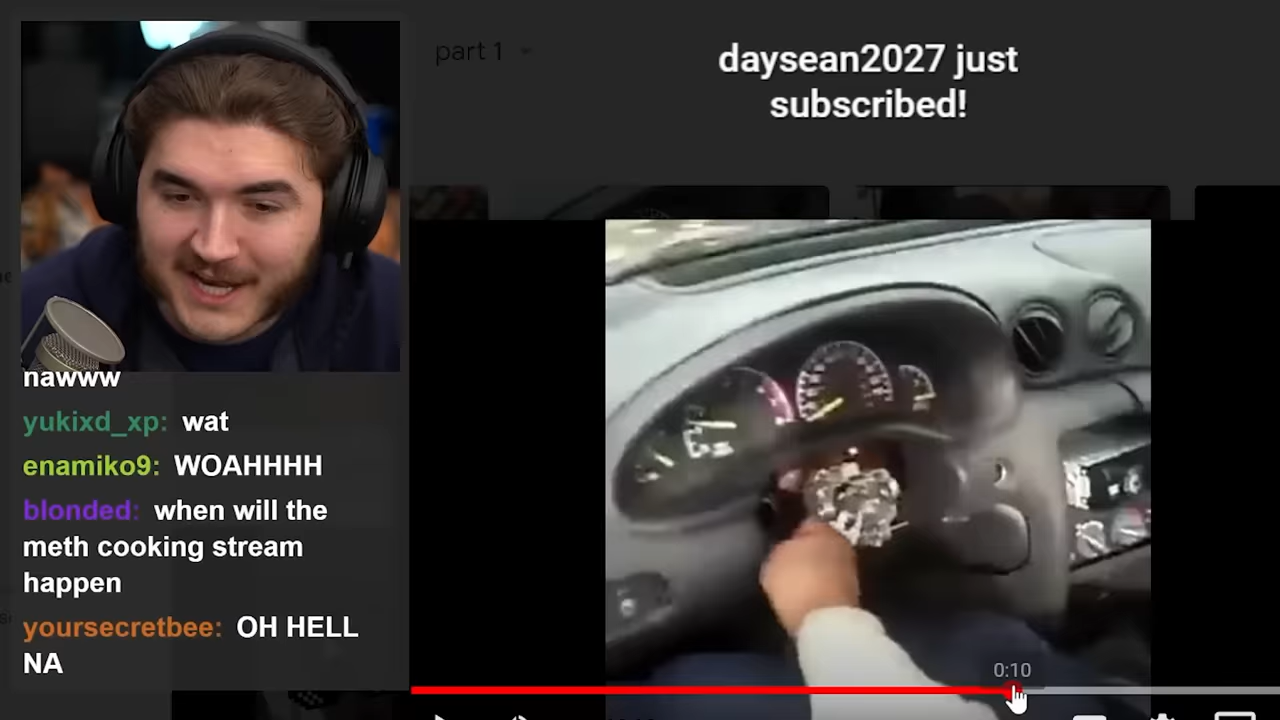 part 1
daysean2027 just
subscribed!
nawww
yukixd_xp: wat
enamiko9: WOAHHHH
blonded: when will the
meth cooking stream
happen
yoursecretbee: OH HELL
NA
0:10